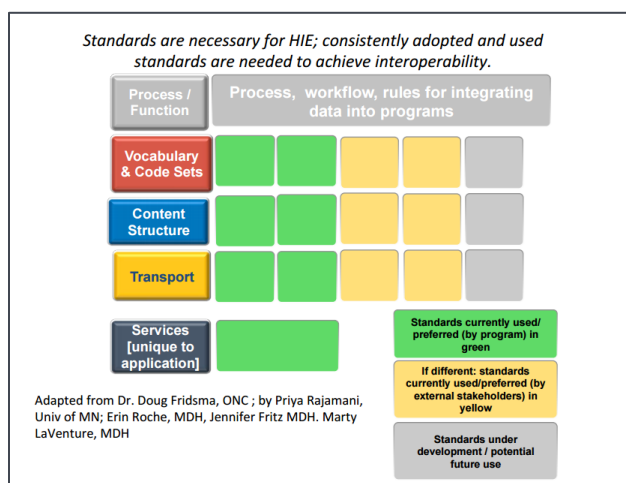 Standards are necessary for HIE; consistently adopted and used
standards are needed to achieve interoperability.
Process /
Function
Process, workflow, rules for integrating
data into programs
Vocabulary
& Code Sets
Content
Structure
Transport
Services
[unique to
application]
Standards currently used/
preferred (by program) in
green
If different: standards
currently used/preferred (by
external stakeholders) in
yellow
Standards under
development / potential
future use
Adapted from Dr. Doug Fridsma, ONC ; by Priya Rajamani,
Univ of MN; Erin Roche, MDH, Jennifer Fritz MDH. Marty
LaVenture, MDH